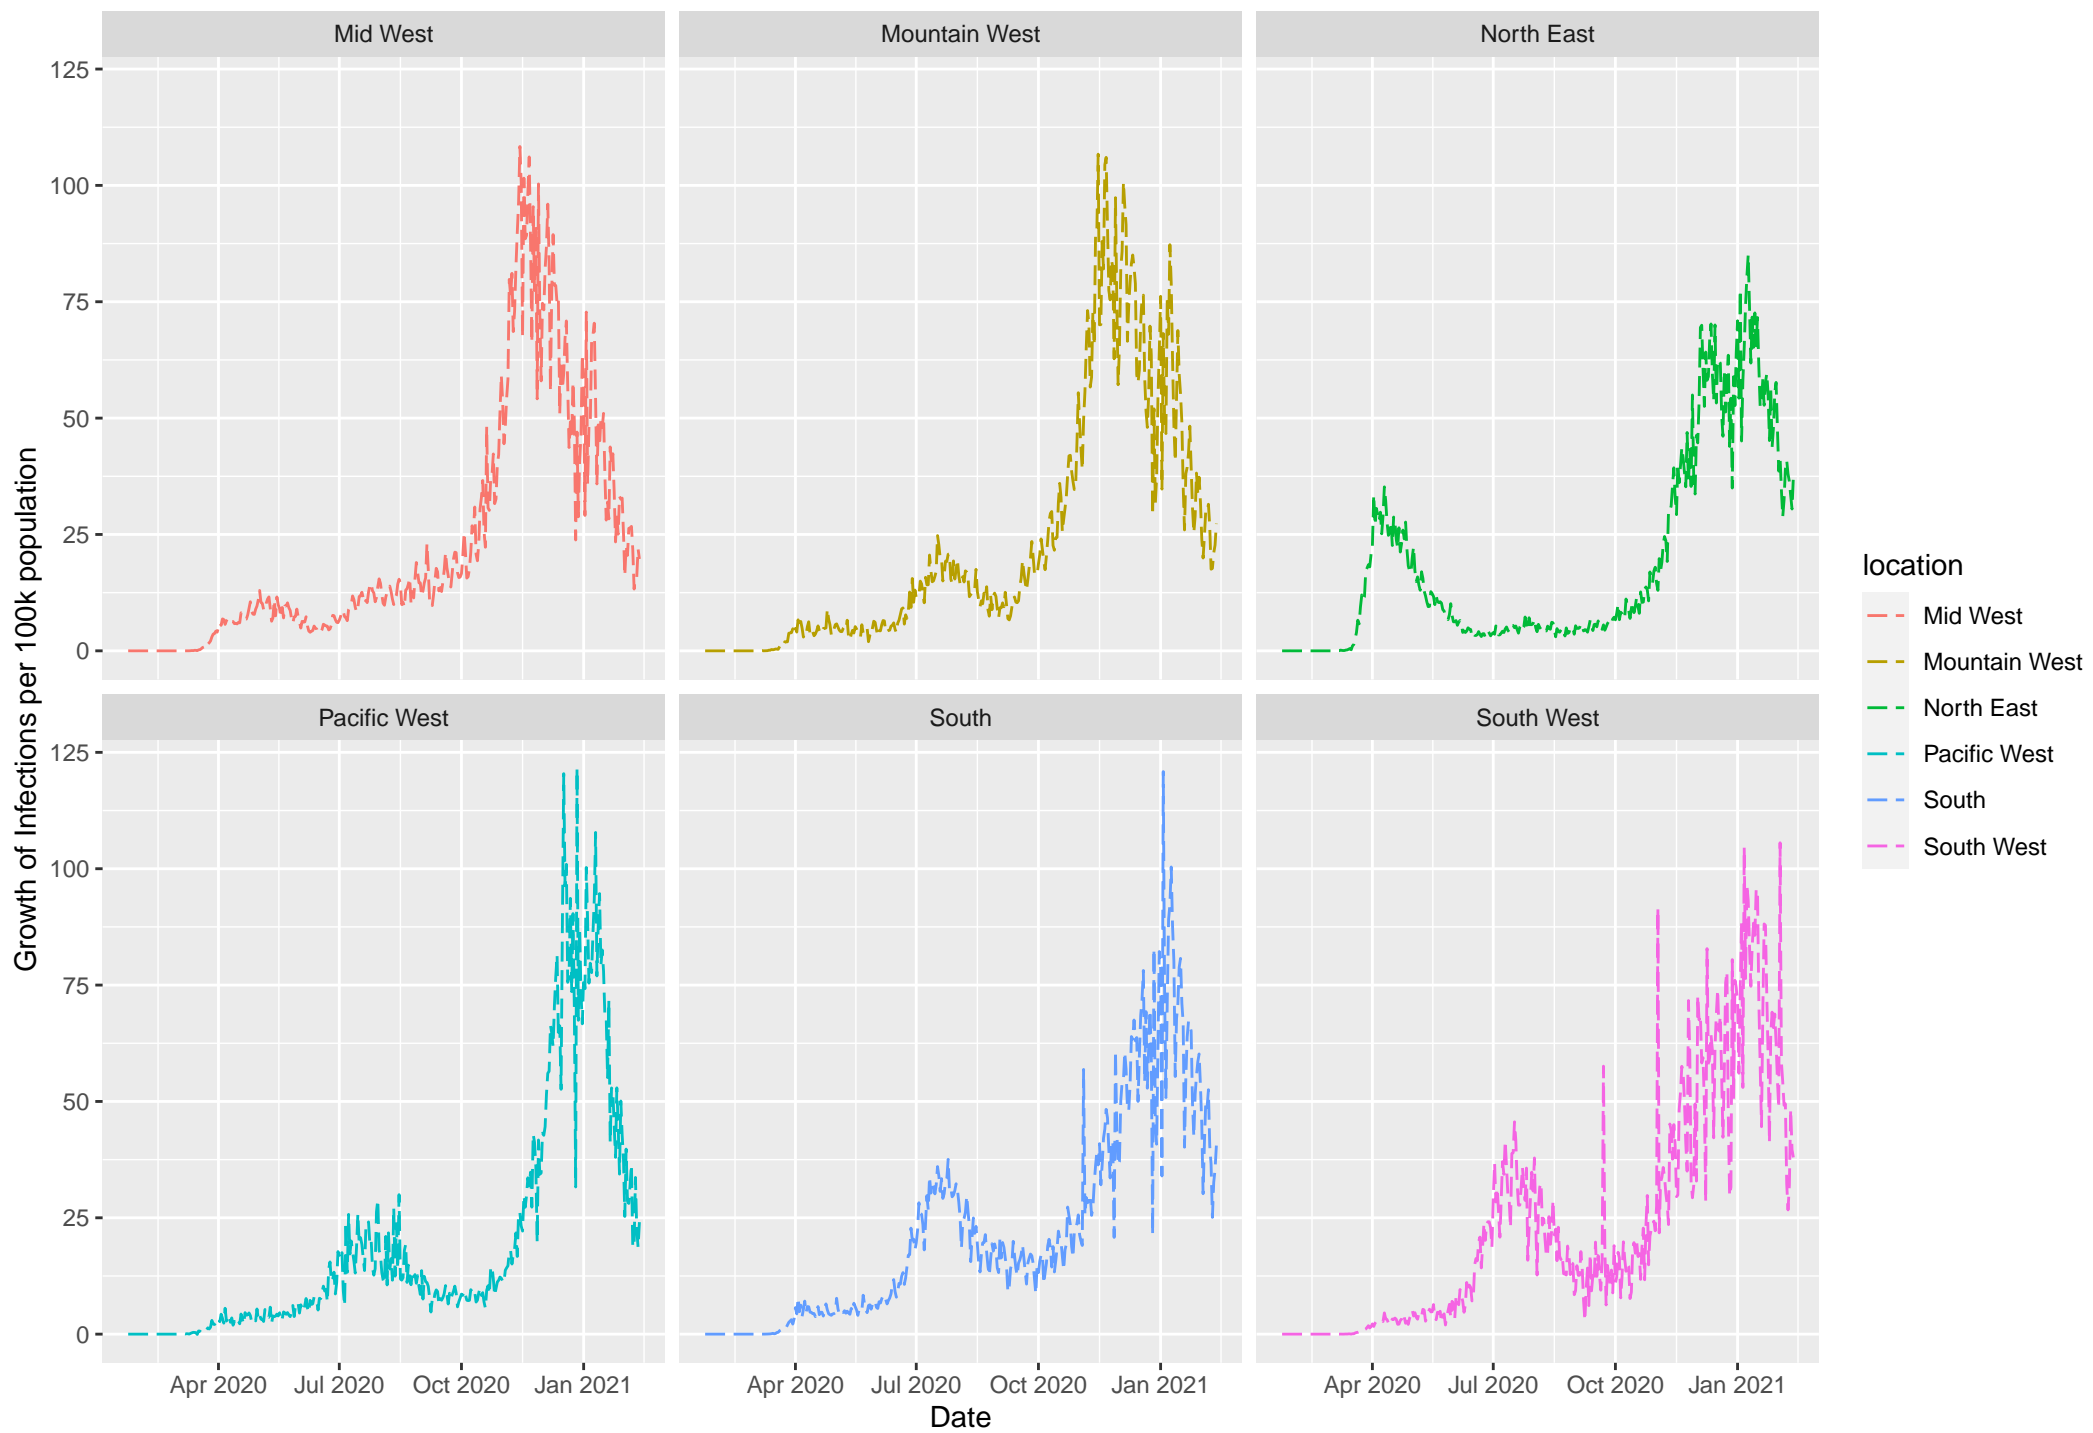 Mid West
Mountain West
North East
125
100
75
50
25
0
Pacific West
South
South West
125
100
75
50
25
0
Apr 2020 Jul 2020 Oct 2020 Jan 2021
Apr 2020 Jul 2020 Oct 2020 Jan 2021
Apr 2020 Jul 2020 Oct 2020 Jan 2021
Date
Growth of Infections per 100k population
location
Mid West
Mountain West
North East
Pacific West
South
South West